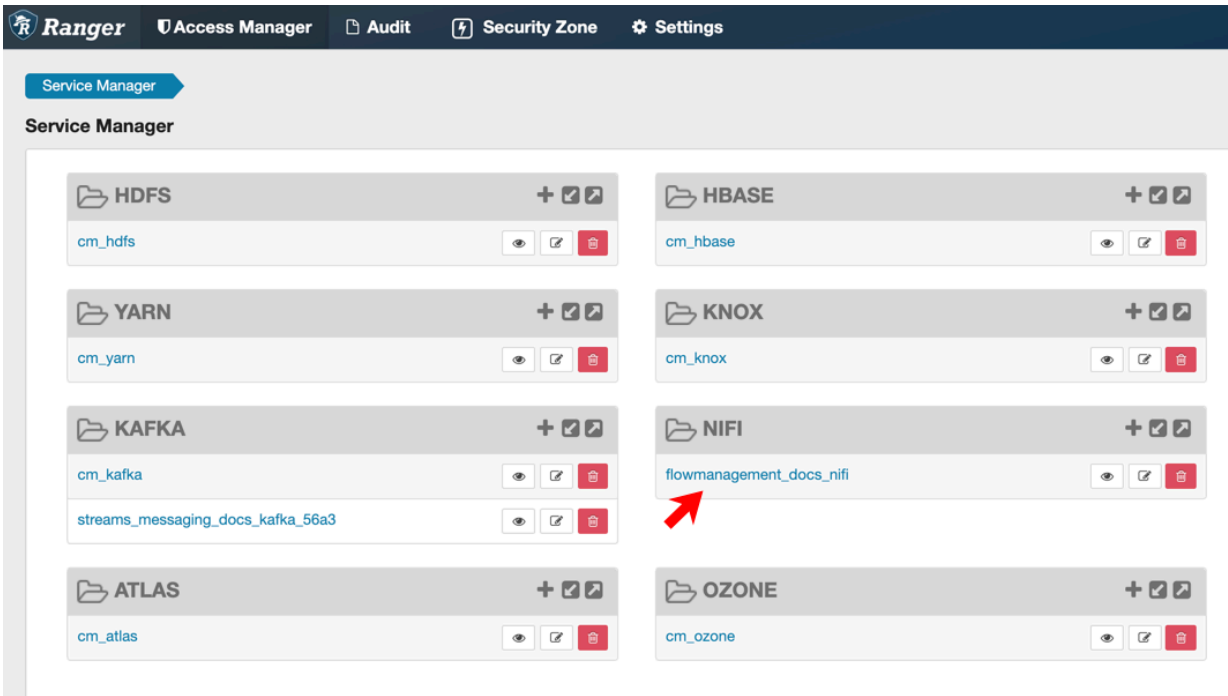 Ranger Access Manager Audit Security Zone Settings
Service Manager
Service Manager
HDFS
cm_hdfs
HBASE
cm_hbase
YARN
cm_yarn
KNOX
cm_knox
KAFKA
cm_kafka
streams_messaging_docs_kafka_56a3
NIFI
flowmanagement_docs_nifi
ATLAS
cm_atlas
OZONE
cm_ozone